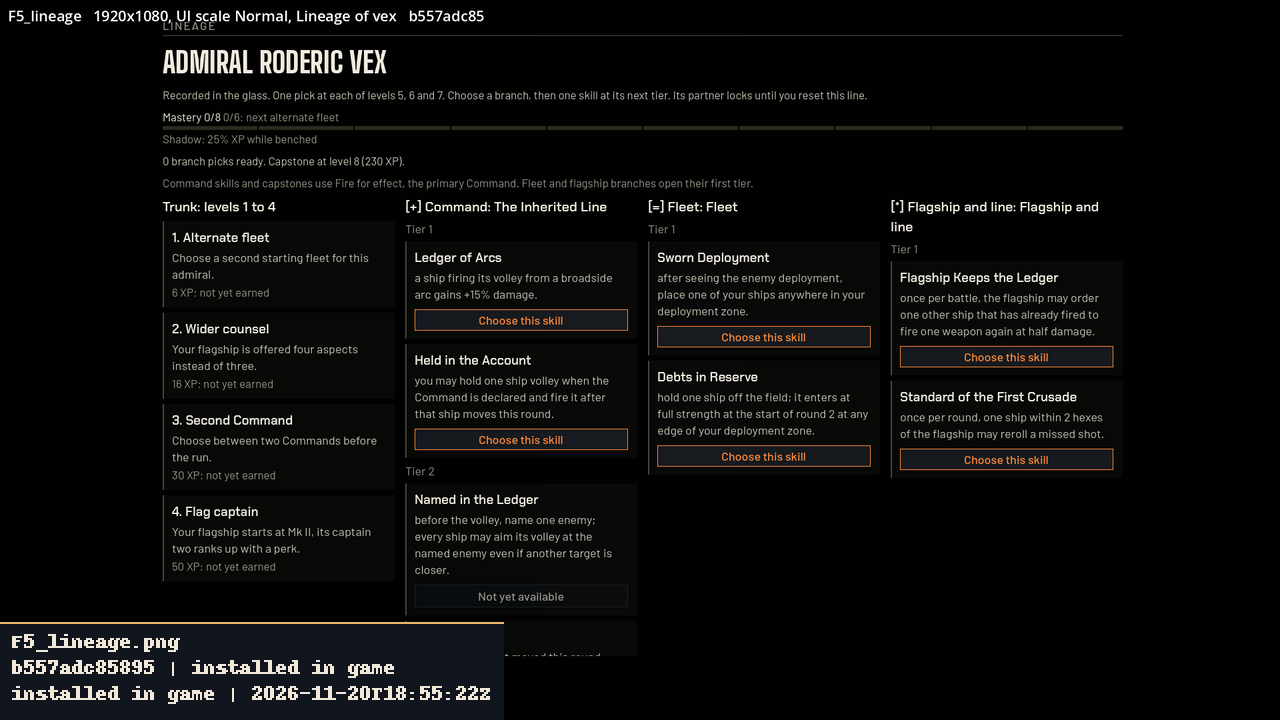 F5_lineage 1920x1080, UI scale Normal, Lineage of vex b557adc85
LINEAGE
ADMIRAL RODERIC VEX
Recorded in the glass. One pick at each of levels 5, 6 and 7. Choose a branch, then one skill at its next tier. Its partner locks until you reset this line.
Mastery 0/8 0/6: next alternate fleet
Shadow: 25% XP while benched
0 branch picks ready. Capstone at level 8 (230 XP).
Command skills and capstones use Fire for effect, the primary Command. Fleet and flagship branches open their first tier.
Trunk: levels 1 to 4
1. Alternate fleet
Choose a second starting fleet for this
admiral.
6 XP: not yet earned
2. Wider counsel
Your flagship is offered four aspects
instead of three.
16 XP: not yet earned
3. Second Command
Choose between two Commands before
the run.
30 XP: not yet earned
4. Flag captain
Your flagship starts at Mk II, its captain
two ranks up with a perk.
50 XP: not yet earned
[+] Command: The Inherited Line
Tier 1
Ledger of Arcs
a ship firing its volley from a broadside
arc gains +15% damage.
Choose this skill
Held in the Account
you may hold one ship volley when the
Command is declared and fire it after
that ship moves this round.
Choose this skill
Tier 2
Named in the Ledger
before the volley, name one enemy;
every ship may aim its volley at the
named enemy even if another target is
closer.
Not yet available
[=] Fleet: Fleet
Tier 1
Sworn Deployment
after seeing the enemy deployment,
place one of your ships anywhere in your
deployment zone.
Choose this skill
Debts in Reserve
hold one ship off the field; it enters at
full strength at the start of round 2 at any
edge of your deployment zone.
Choose this skill
[*] Flagship and line: Flagship and
line
Tier 1
Flagship Keeps the Ledger
once per battle, the flagship may order
one other ship that has already fired to
fire one weapon again at half damage.
Choose this skill
Standard of the First Crusade
once per round, one ship within 2 hexes
of the flagship may reroll a missed shot.
Choose this skill
F5_lineage.png
b557adc85895 | installed in game
installed in game | 2026-11-20T18:55:22Z